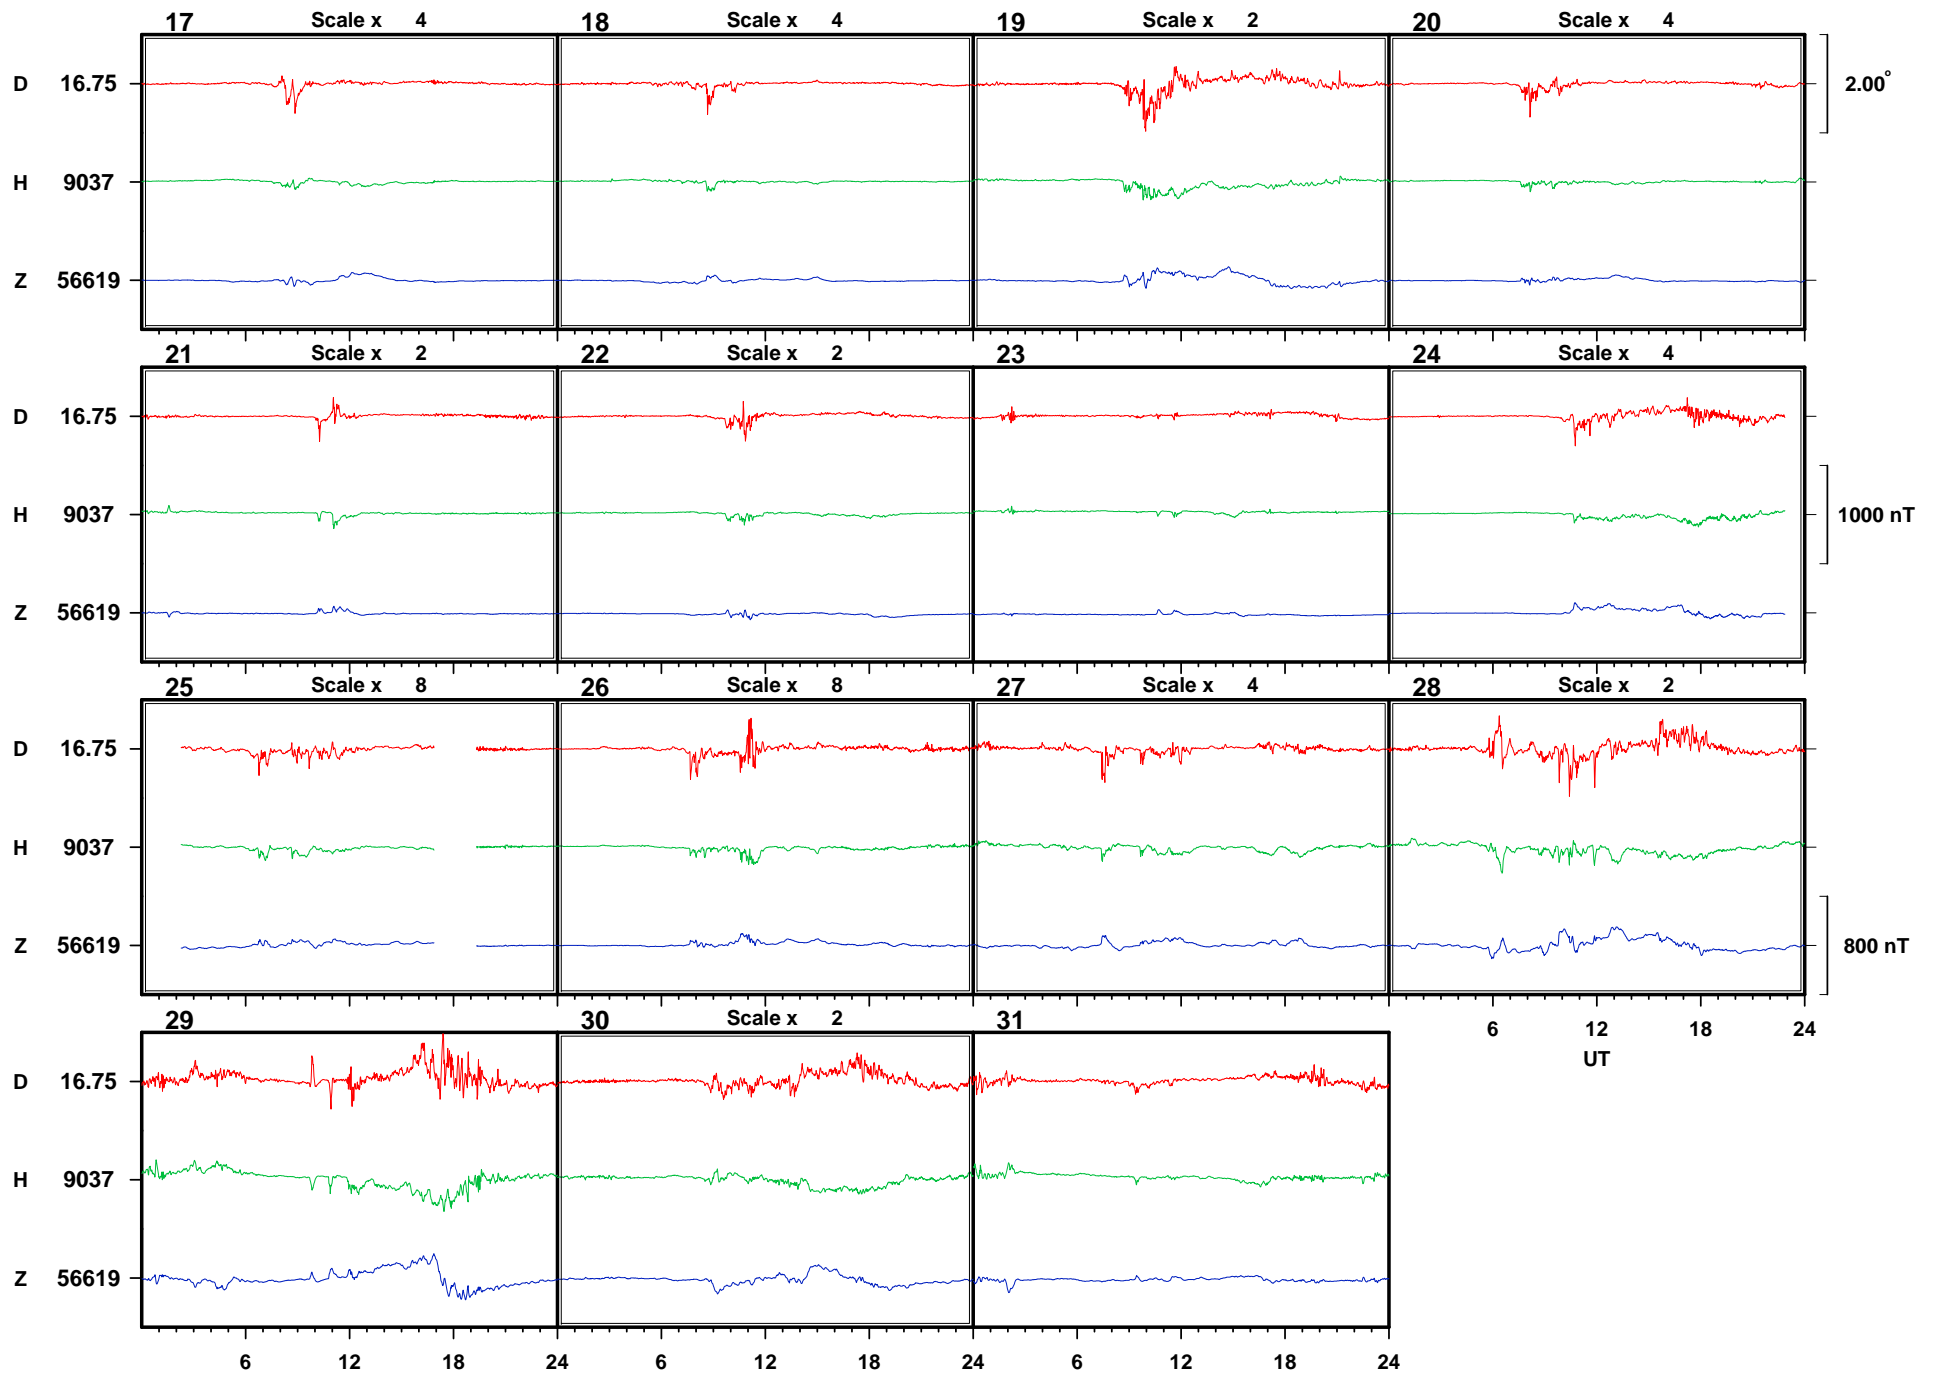 17 Scale x 4 18 Scale x 4 19 Scale x 2 20 Scale x 4
D 16.75 2.00°
H 9037
Z 56619
21 Scale x 2 22 Scale x 2 23 24 Scale x 4
D 16.75
H 9037 1000 nT
Z 56619
25 Scale x 8 26 Scale x 8 27 Scale x 4 28 Scale x 2
D 16.75
H 9037
Z 56619 800 nT
29 30 Scale x 2 31
6 12 18 24
UT
D 16.75
H 9037
Z 56619
6 12 18 24 6 12 18 24 6 12 18 24